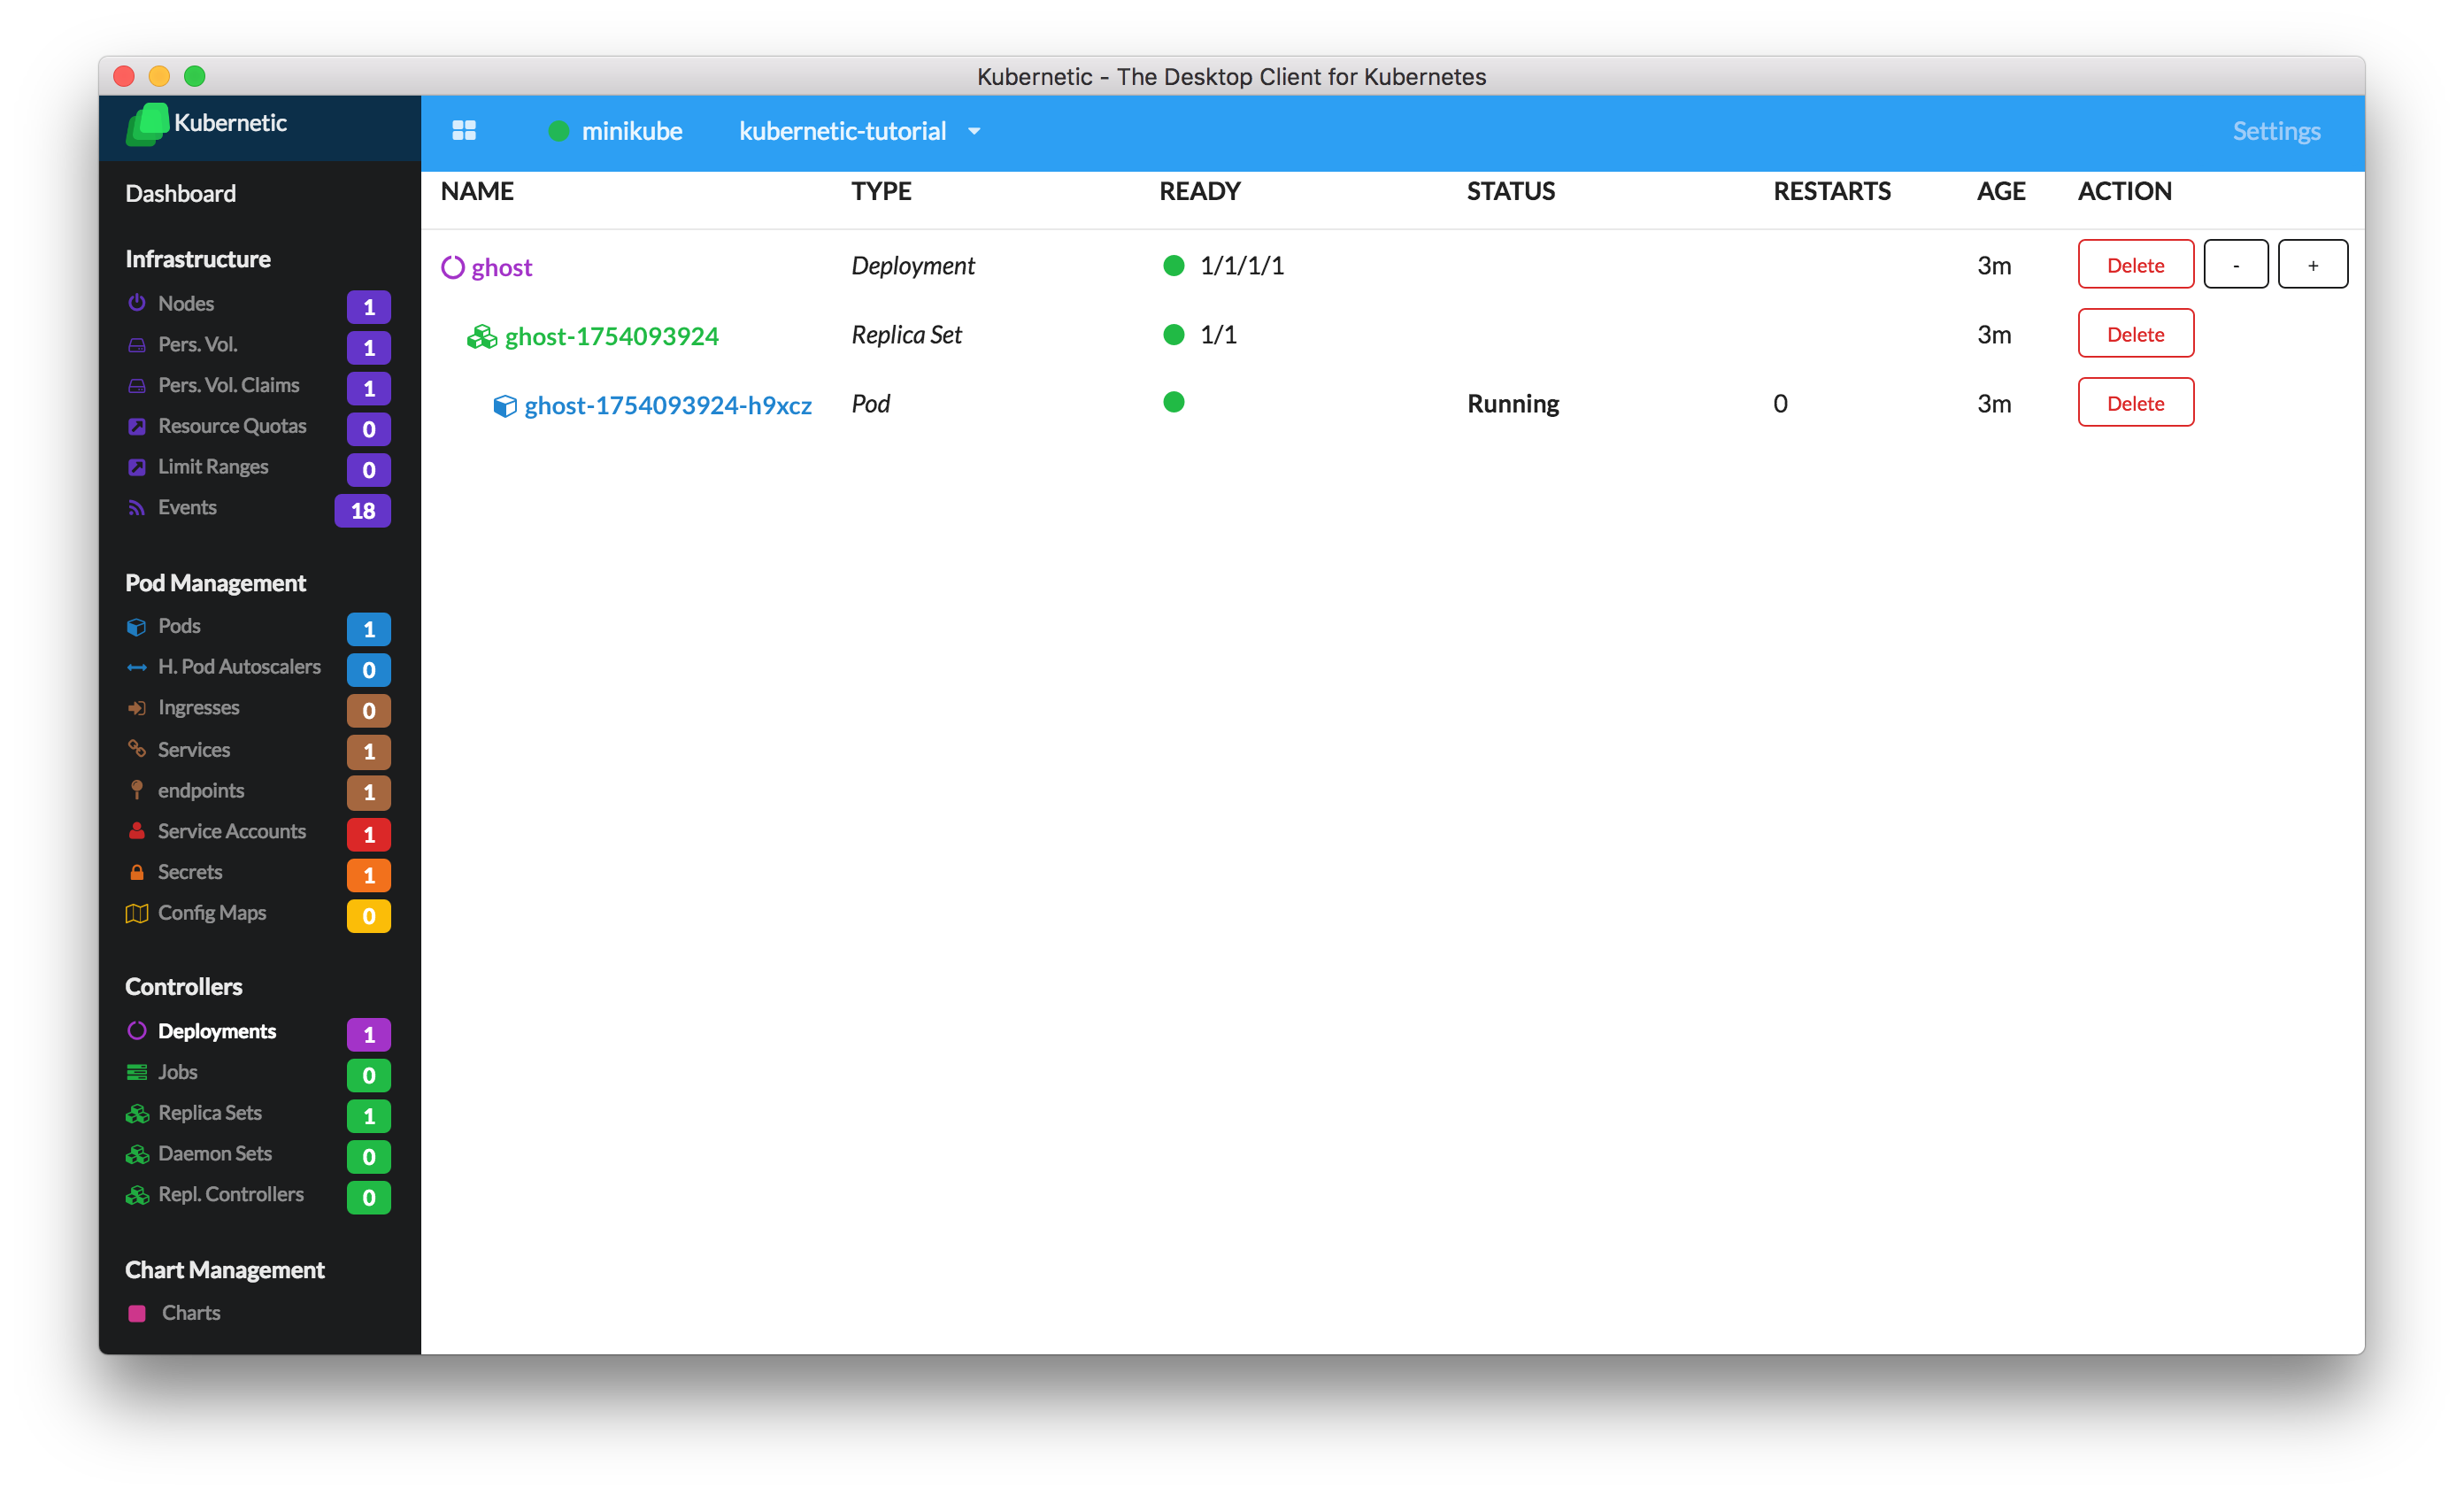 Kubernetic - The Desktop Client for Kubernetes
Kubernetic
minikube kubernetic-tutorial Settings
Dashboard
Infrastructure
Nodes 1
Pers. Vol. 1
Pers. Vol. Claims 1
Resource Quotas 0
Limit Ranges 0
Events 18
Pod Management
Pods 1
H. Pod Autoscalers 0
Ingresses 0
Services 1
endpoints 1
Service Accounts 1
Secrets 1
Config Maps 0
Controllers
Deployments 1
Jobs 0
Replica Sets 1
Daemon Sets 0
Repl. Controllers 0
Chart Management
Charts
NAME TYPE READY STATUS RESTARTS AGE ACTION
ghost Deployment 1/1/1/1 3m Delete - +
ghost-1754093924 Replica Set 1/1 3m Delete
ghost-1754093924-h9xcz Pod Running 0 3m Delete